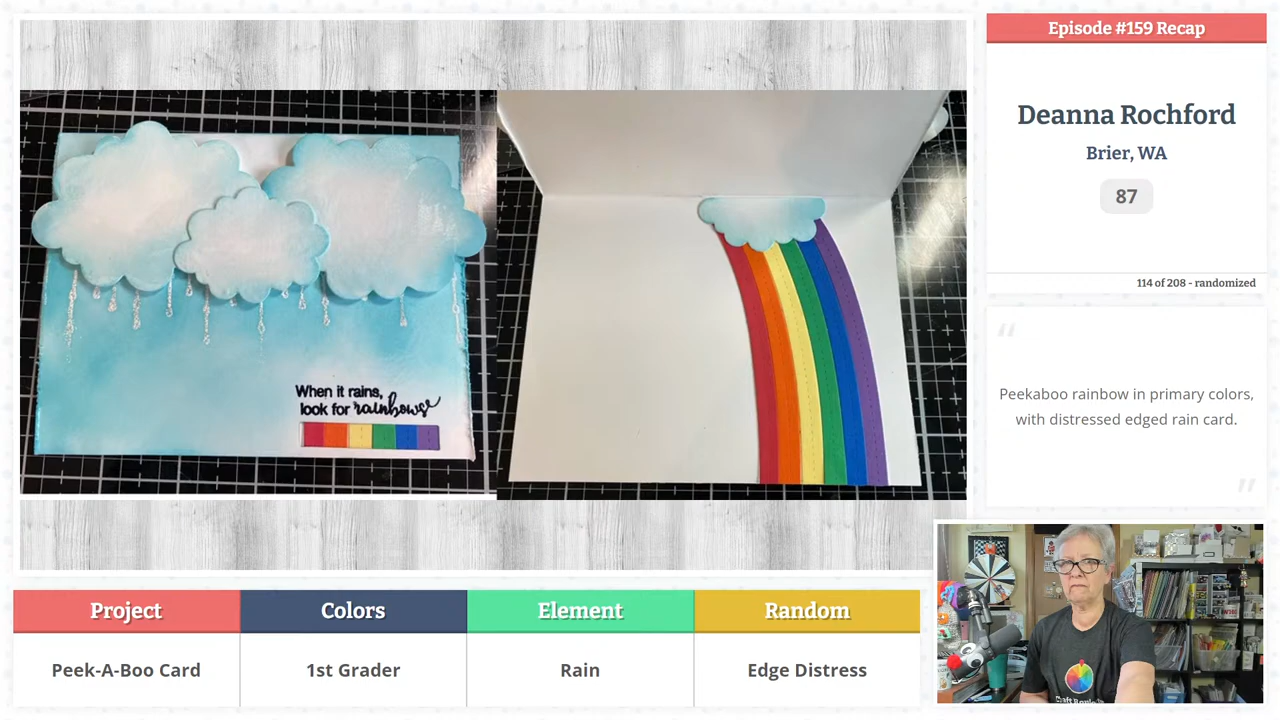 Episode #159 Recap
Deanna Rochford
Brier, WA
87
114 of 208 - randomized
“
Peekaboo rainbow in primary colors,
with distressed edged rain card.
”
When it rains,
look for rainbows
Project
Colors
Element
Random
Peek-A-Boo Card
1st Grader
Rain
Edge Distress